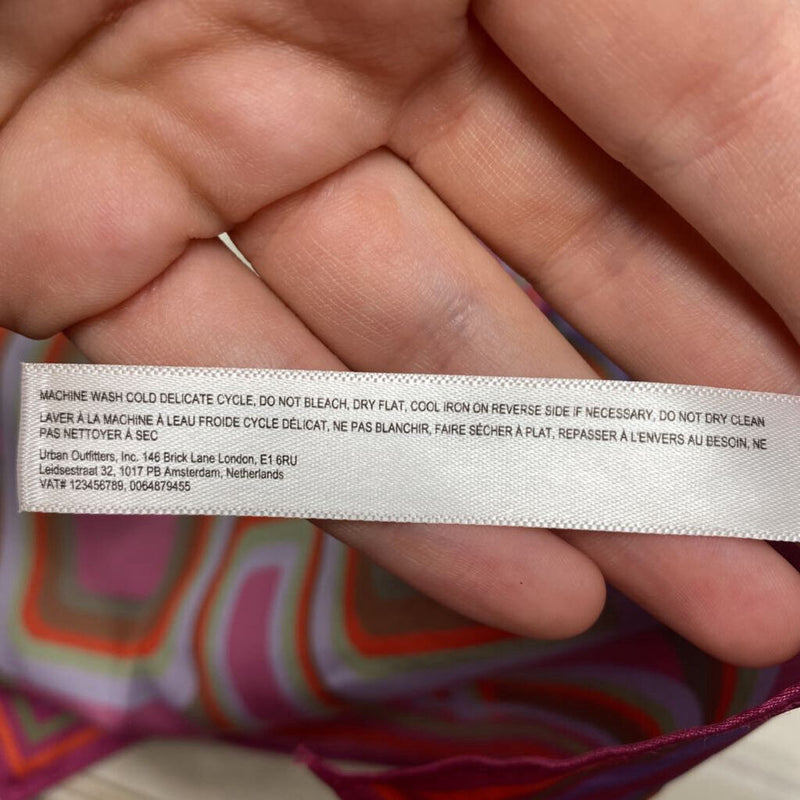 MACHINE WASH COLD DELICATE CYCLE, DO NOT BLEACH, DRY FLAT, COOL IRON ON REVERSE SIDE IF NECESSARY, DO NOT DRY CLEAN
LAVER À LA MACHINE À LEAU FROIDE CYCLE DÉLICAT, NE PAS BLANCHIR, FAIRE SÉCHER À PLAT, REPASSER À L'ENVERS AU BESOIN, NE
PAS NETTOYER À SEC
Urban Outfitters, Inc. 146 Brick Lane London, E1 6RU
Leidsestraat 32, 1017 PB Amsterdam, Netherlands
VAT# 123456789, 0064879455